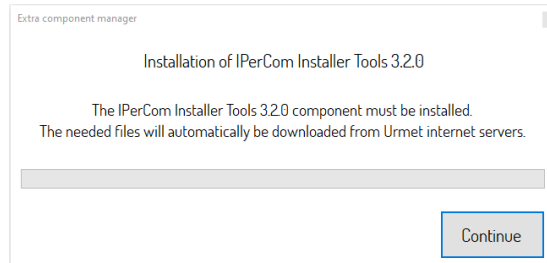 Extra component manager
Installation of IPerCom Installer Tools 3.2.0
The IPerCom Installer Tools 3.2.0 component must be installed.
The needed files will automatically be downloaded from Urmet internet servers.
Continue